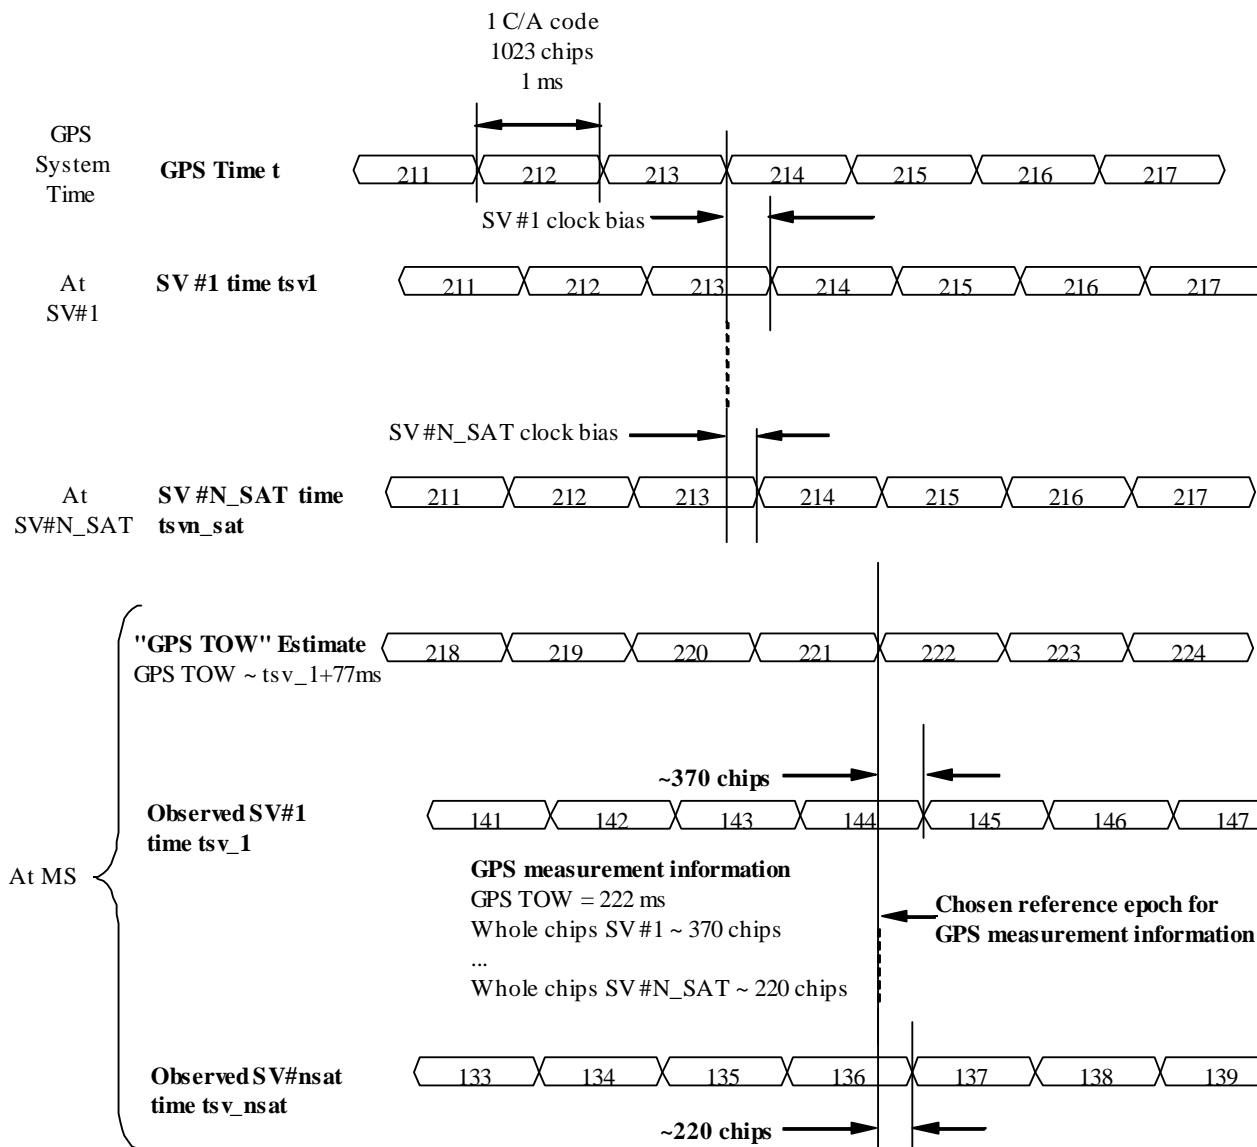 1 C/A code
1023 chips
1 ms
GPS
System
Time
GPS Time t
211 212 213 214 215 216 217
SV #1 clock bias
At
SV#1
SV #1 time tsv1
211 212 213 214 215 216 217
SV #N_SAT clock bias
At
SV#N_SAT
SV #N_SAT time
tsvn_sat
211 212 213 214 215 216 217
"GPS TOW" Estimate
GPS TOW ~ tsv_1+77ms
218 219 220 221 222 223 224
~370 chips
Observed SV#1
time tsv_1
141 142 143 144 145 146 147
At MS
GPS measurement information
GPS TOW = 222 ms
Whole chips SV #1 ~ 370 chips
...
Whole chips SV #N_SAT ~ 220 chips
Chosen reference epoch for
GPS measurement information
Observed SV#nsat
time tsv_nsat
133 134 135 136 137 138 139
~220 chips